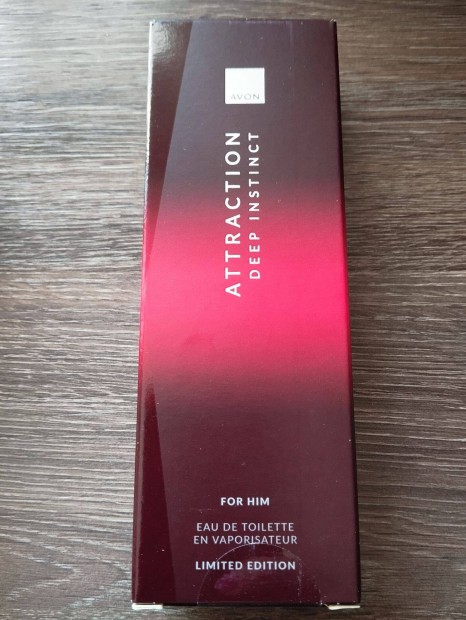 AVON
ATTRACTION
DEEP INSTINCT
FOR HIM
EAU DE TOILETTE
EN VAPORISATEUR
LIMITED EDITION